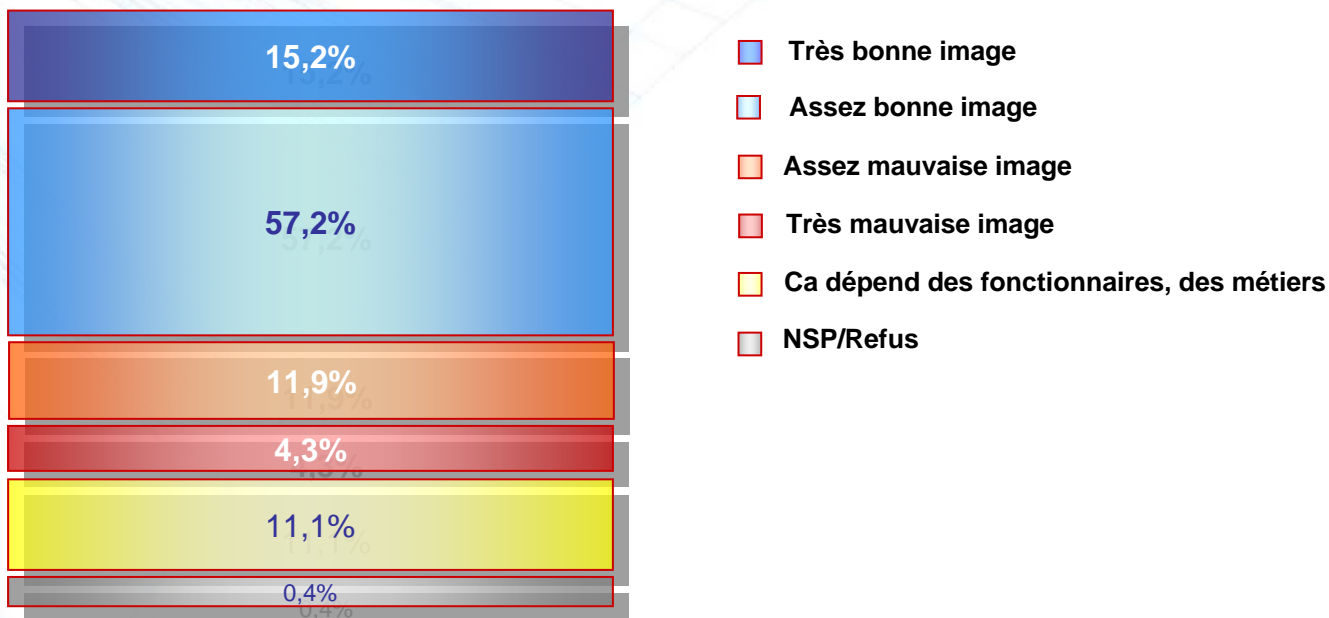 15,2%
57,2%
11,9%
4,3%
11,1%
0,4%
Très bonne image
Assez bonne image
Assez mauvaise image
Très mauvaise image
Ca dépend des fonctionnaires, des métiers
NSP/Refus